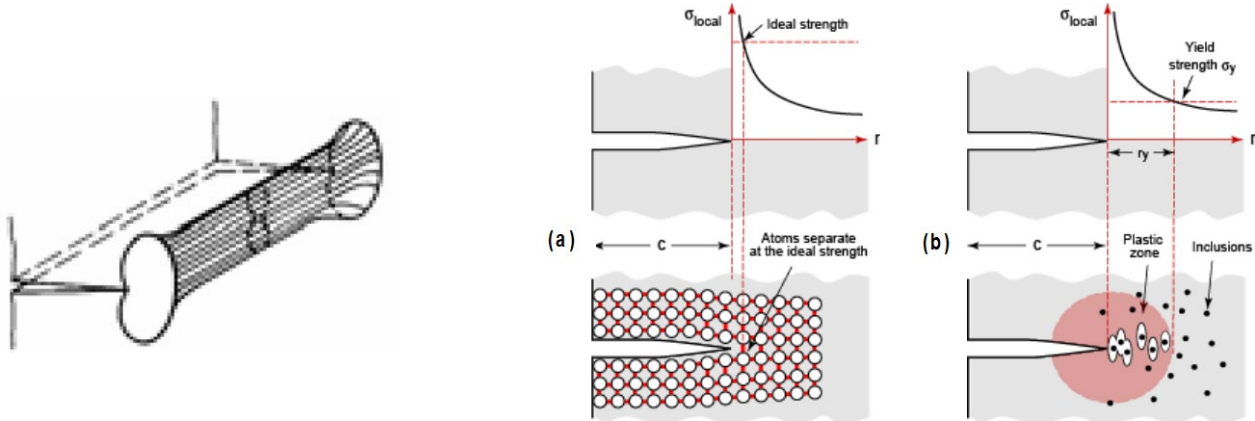 σlocal
Ideal strength
r
(a)
c
Atoms separate
at the ideal strength
σlocal
Yield
strength σy
r
ry
(b)
c
Plastic
zone
Inclusions